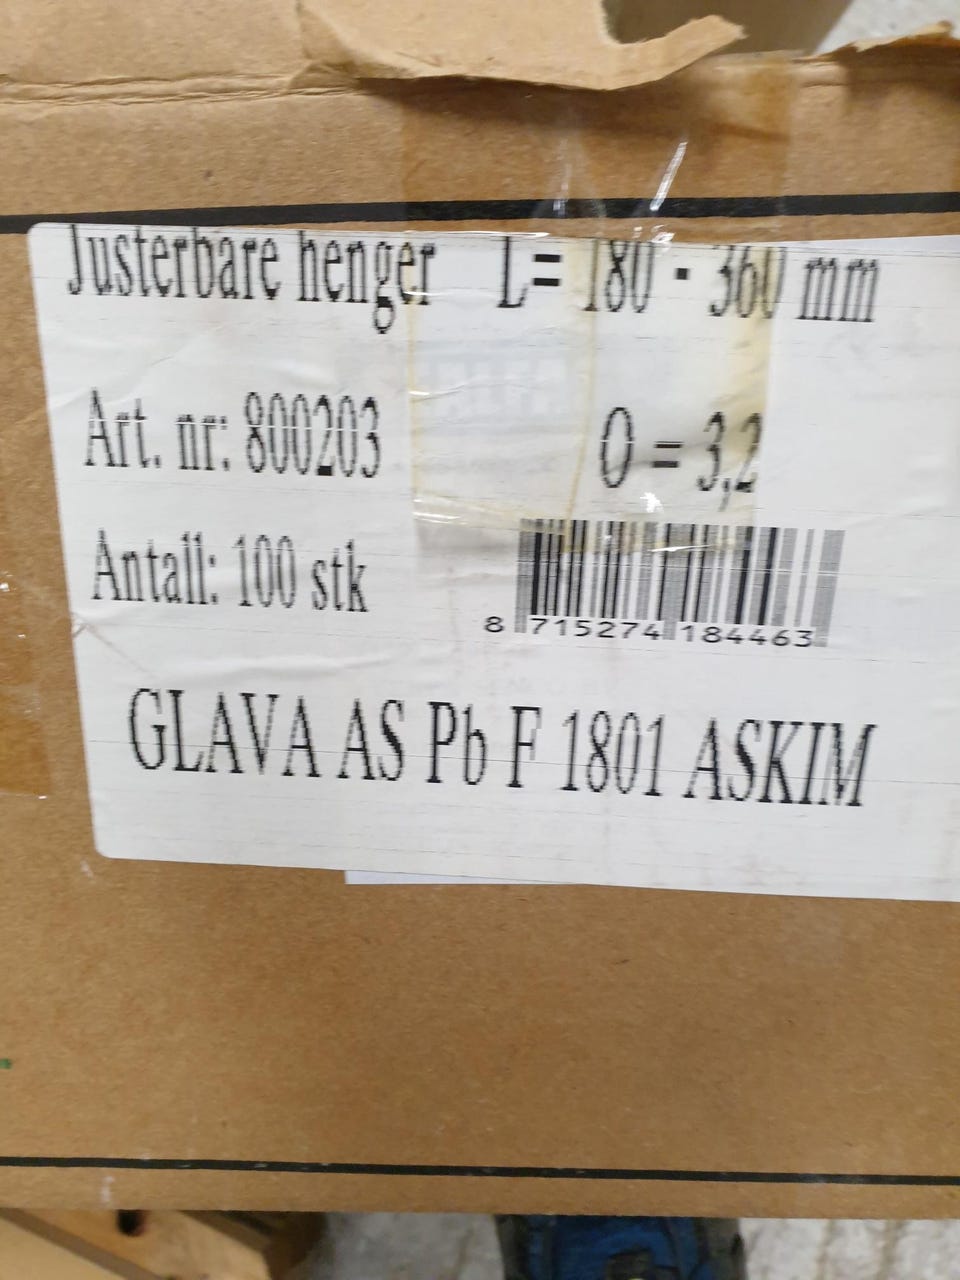 Justerbare henger L= 180 - 360 mm
Art. nr: 800203 O = 3,2
Antall: 100 stk
8 715274 184463
GLAVA AS Pb F 1801 ASKIM